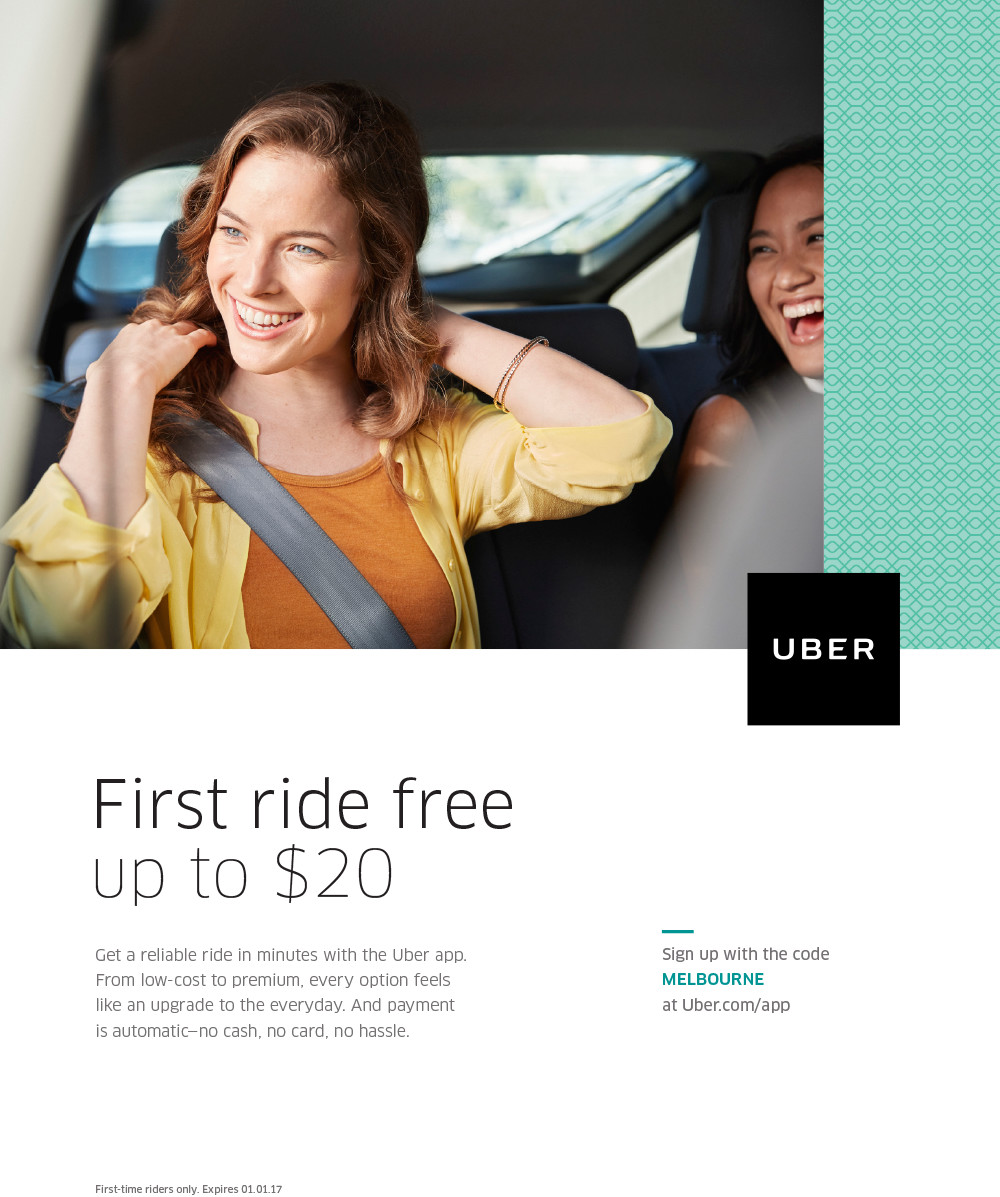 UBER
First ride free
up to $20
Get a reliable ride in minutes with the Uber app.
From low-cost to premium, every option feels
like an upgrade to the everyday. And payment
is automatic—no cash, no card, no hassle.
Sign up with the code
MELBOURNE
at Uber.com/app
First-time riders only. Expires 01.01.17